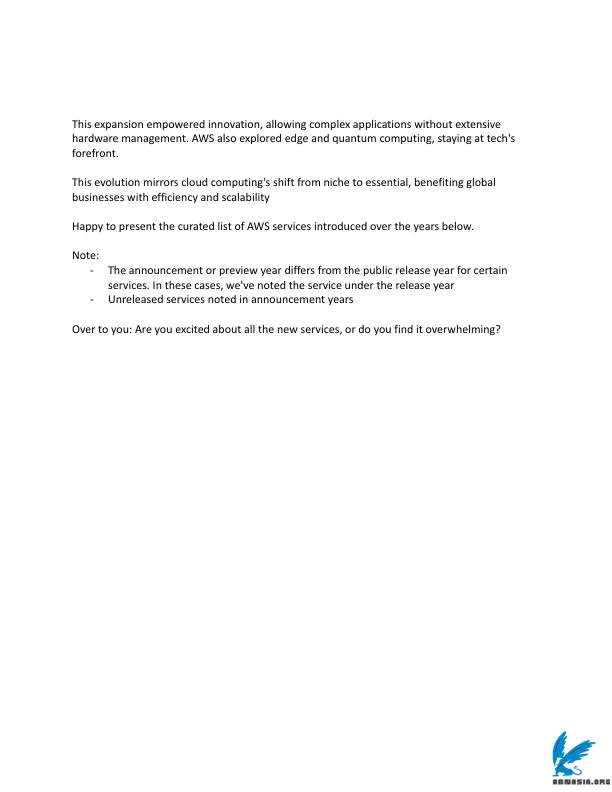 This expansion empowered innovation, allowing complex applications without extensive
hardware management. AWS also explored edge and quantum computing, staying at tech's
forefront.
This evolution mirrors cloud computing's shift from niche to essential, benefiting global
businesses with efficiency and scalability
Happy to present the curated list of AWS services introduced over the years below.
Note:
- The announcement or preview year differs from the public release year for certain
services. In these cases, we've noted the service under the release year
- Unreleased services noted in announcement years
Over to you: Are you excited about all the new services, or do you find it overwhelming?
ABNASIA.ORG